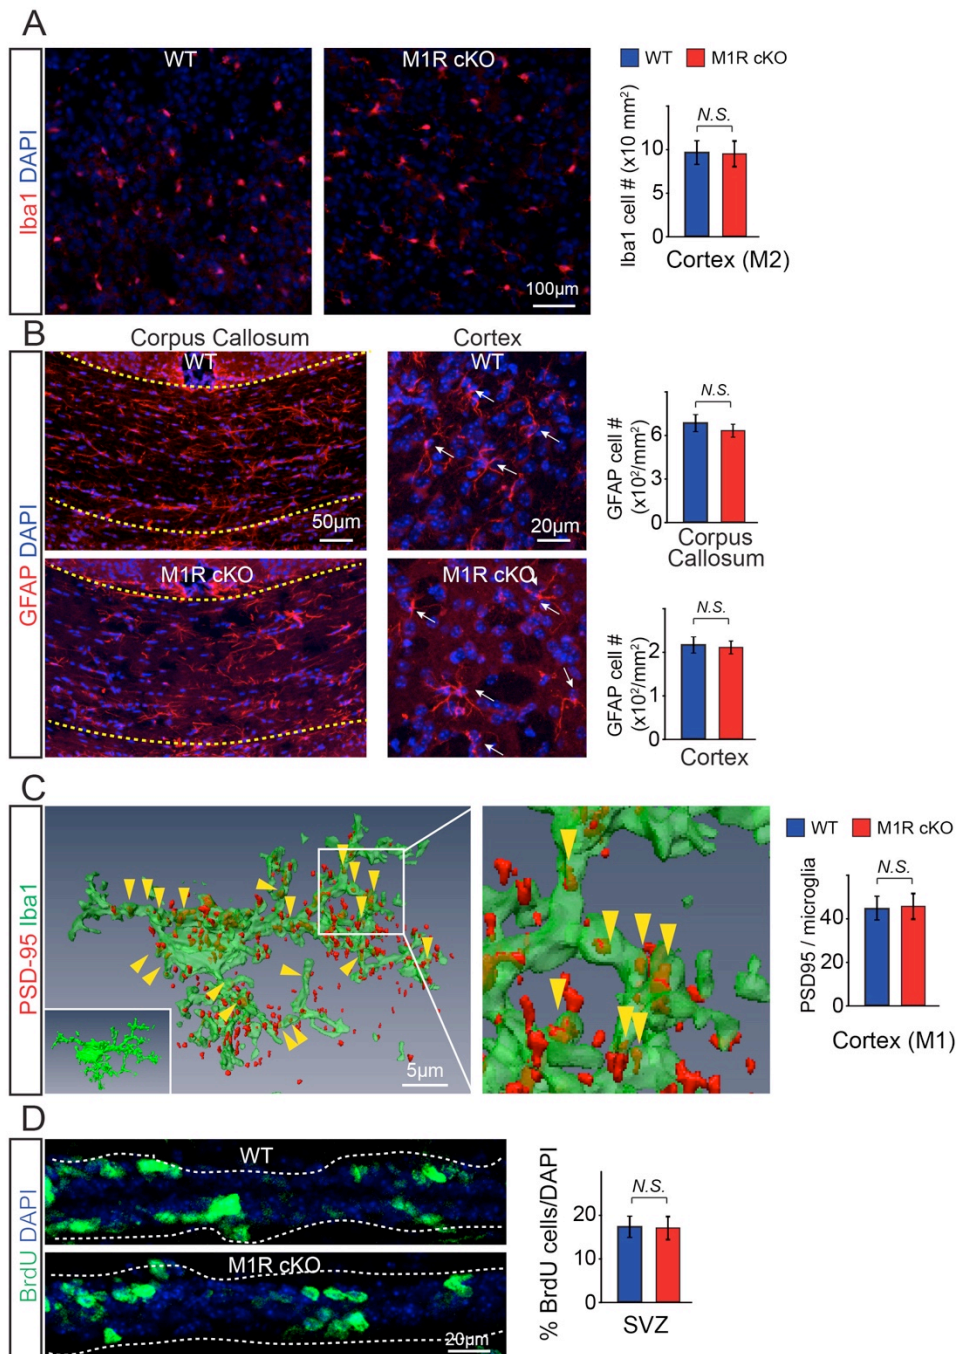 A
Iba1 DAPI
WT
M1R cKO
100µm
WT M1R cKO
N.S.
Iba1 cell # (x10 mm²)
10
5
0
Cortex (M2)
B
GFAP DAPI
Corpus Callosum
WT
50µm
Cortex
WT
20µm
M1R cKO
M1R cKO
N.S.
GFAP cell #
(x10²/mm²)
6
3
0
Corpus
Callosum
N.S.
GFAP cell #
(x10²/mm²)
2
1
0
Cortex
C
PSD-95 Iba1
5µm
WT M1R cKO
N.S.
PSD95 / microglia
40
20
0
Cortex (M1)
D
BrdU DAPI
WT
M1R cKO
20µm
N.S.
% BrdU cells/DAPI
20
10
0
SVZ